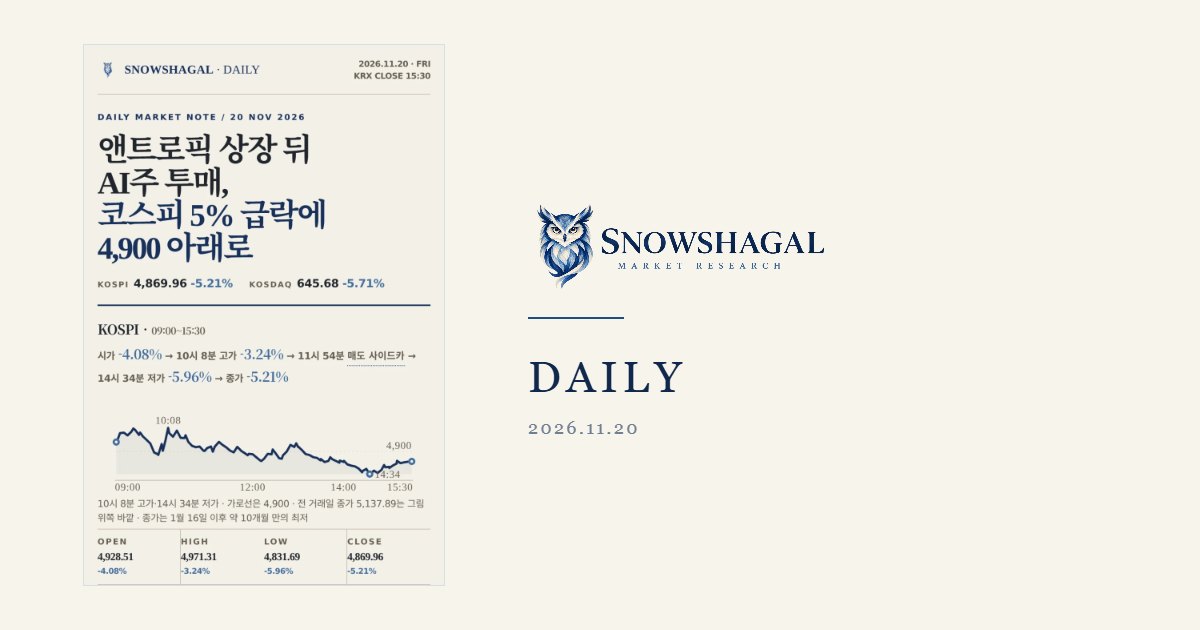 SNOWSHAGAL · DAILY
2026.11.20 · FRI
KRX CLOSE 15:30
DAILY MARKET NOTE / 20 NOV 2026
앤트로픽 상장 뒤
AI주 투매,
코스피 5% 급락에
4,900 아래로
KOSPI 4,869.96 -5.21% KOSDAQ 645.68 -5.71%
KOSPI · 09:00–15:30
시가 -4.08% → 10시 8분 고가 -3.24% → 11시 54분 매도 사이드카 →
14시 34분 저가 -5.96% → 종가 -5.21%
10:08
4,900
14:34
09:00 12:00 14:00 15:30
10시 8분 고가·14시 34분 저가 · 가로선은 4,900 · 전 거래일 종가 5,137.89는 그림
위쪽 바깥 · 종가는 1월 16일 이후 약 10개월 만의 최저
OPEN HIGH LOW CLOSE
4,928.51 4,971.31 4,831.69 4,869.96
-4.08% -3.24% -5.96% -5.21%
SNOWSHAGAL
MARKET RESEARCH
DAILY
2026.11.20